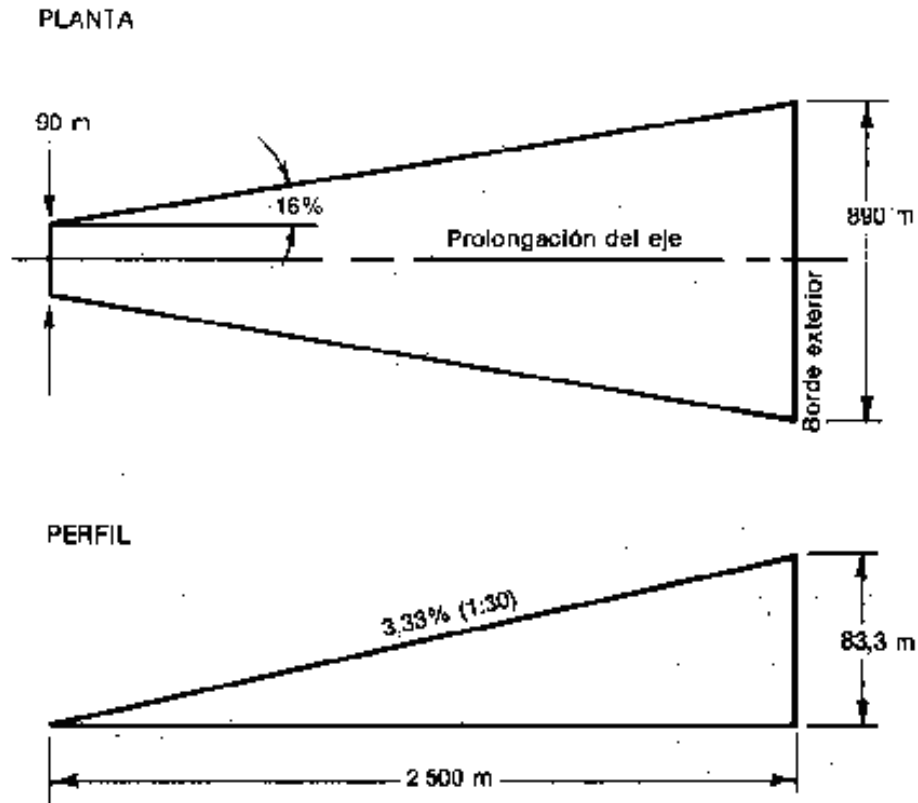 PLANTA
90 m
16%
890 m
Prolongación del eje
Borde exterior
PERFIL
3,33% (1:30)
83,3 m
2 500 m